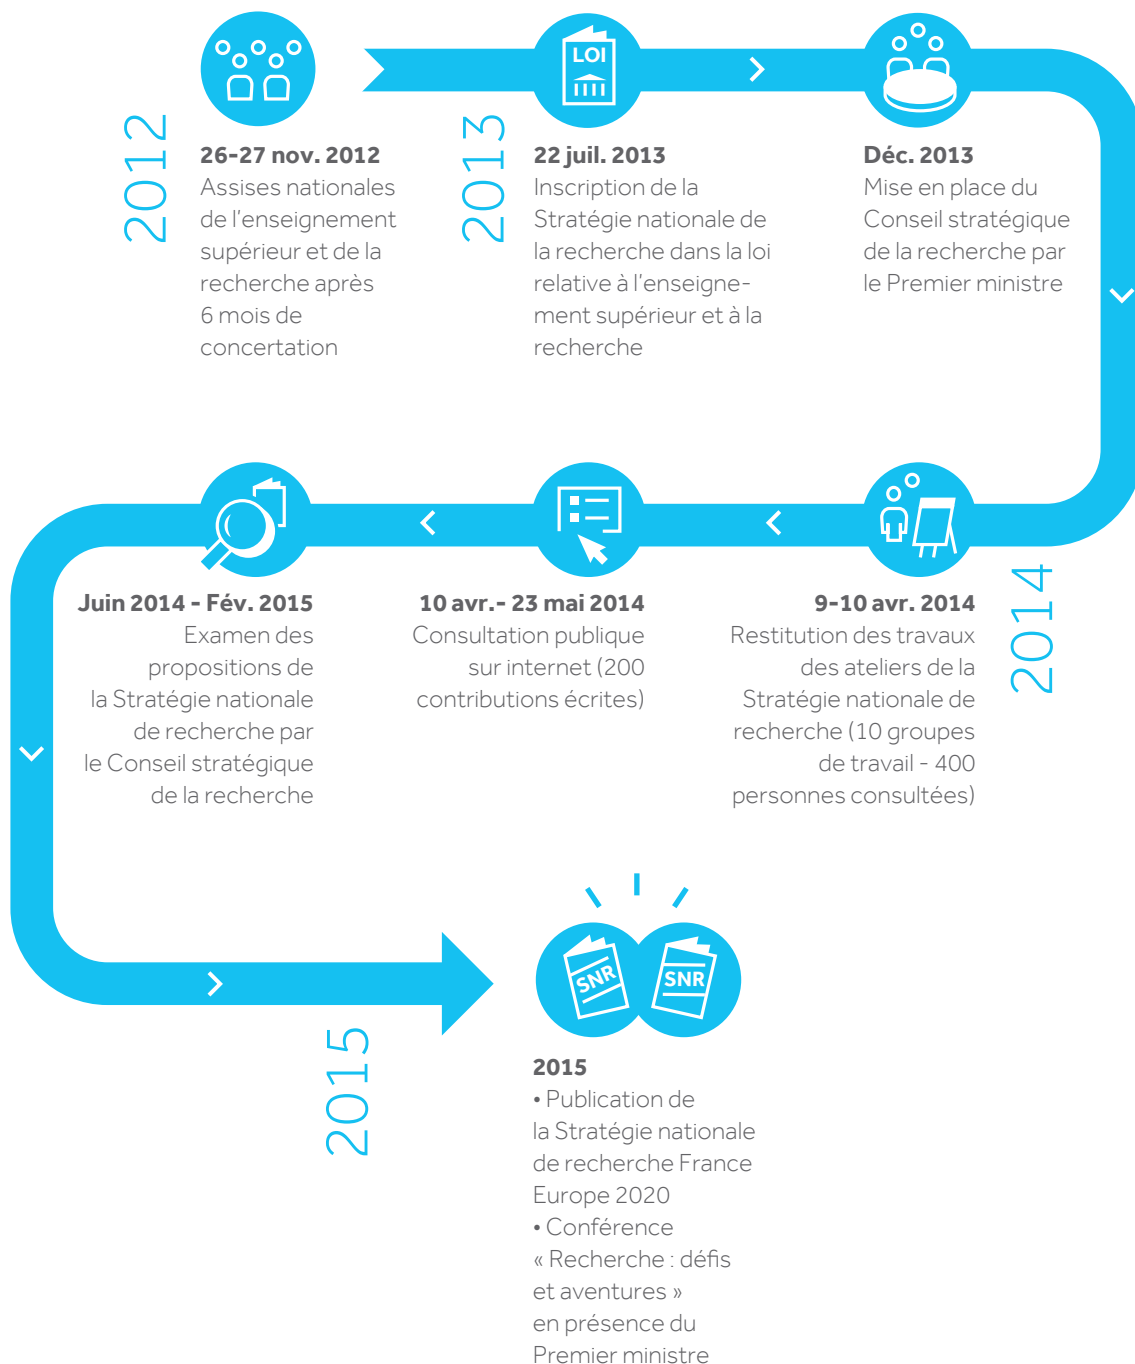 2012
26-27 nov. 2012
Assises nationales
de l’enseignement
supérieur et de la
recherche après
6 mois de
concertation
2013
LOI
22 juil. 2013
Inscription de la
Stratégie nationale de
la recherche dans la loi
relative à l’enseigne-
ment supérieur et à la
recherche
Déc. 2013
Mise en place du
Conseil stratégique
de la recherche par
le Premier ministre
2014
9-10 avr. 2014
Restitution des travaux
des ateliers de la
Stratégie nationale de
recherche (10 groupes
de travail - 400
personnes consultées)
10 avr.- 23 mai 2014
Consultation publique
sur internet (200
contributions écrites)
Juin 2014 - Fév. 2015
Examen des
propositions de
la Stratégie nationale
de recherche par
le Conseil stratégique
de la recherche
2015
SNR
SNR
2015
• Publication de
la Stratégie nationale
de recherche France
Europe 2020
• Conférence
« Recherche : défis
et aventures »
en présence du
Premier ministre